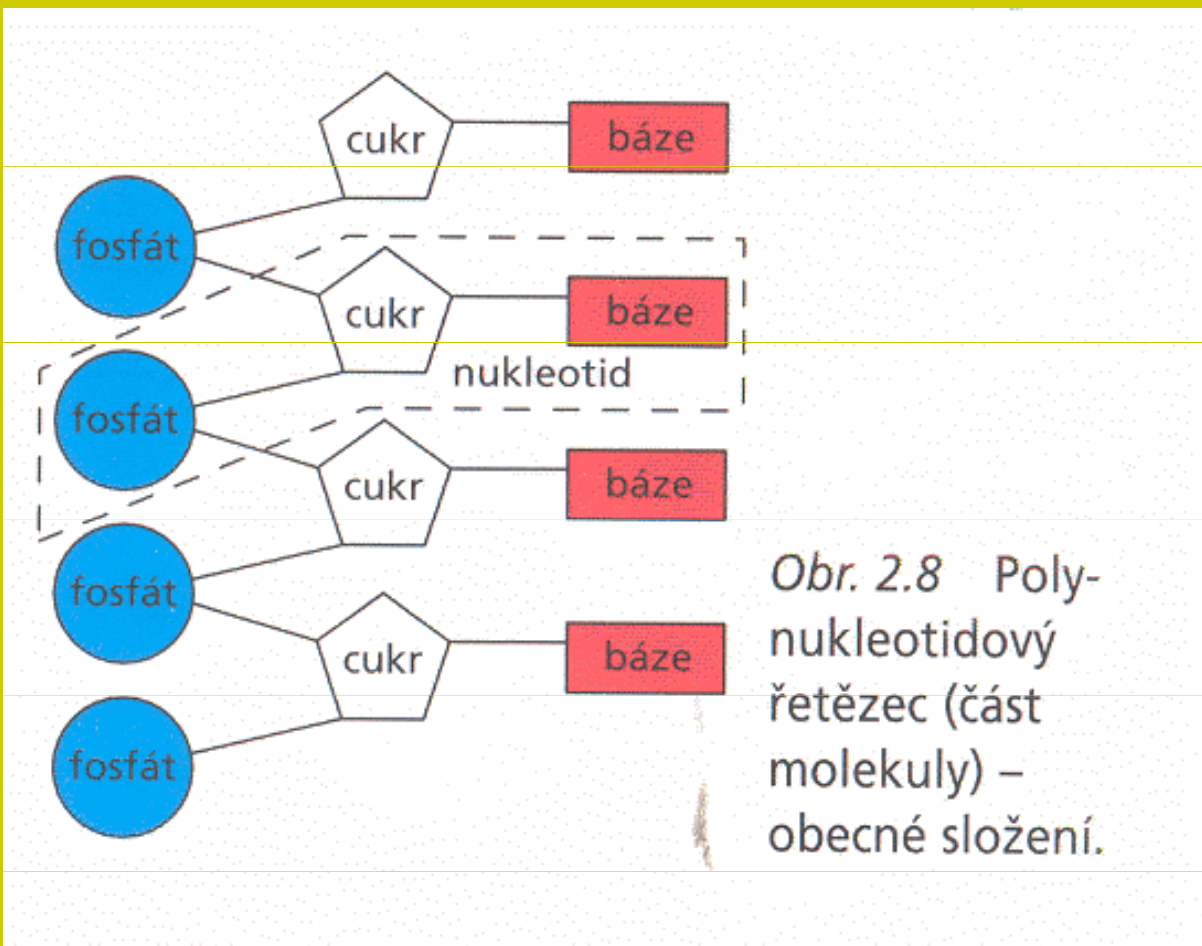 cukr báze
fosfát
cukr báze
nukleotid
fosfát
cukr báze
fosfát
cukr báze
fosfát
Obr. 2.8 Poly-
nukleotidový
řetězec (část
molekuly) –
obecné složení.